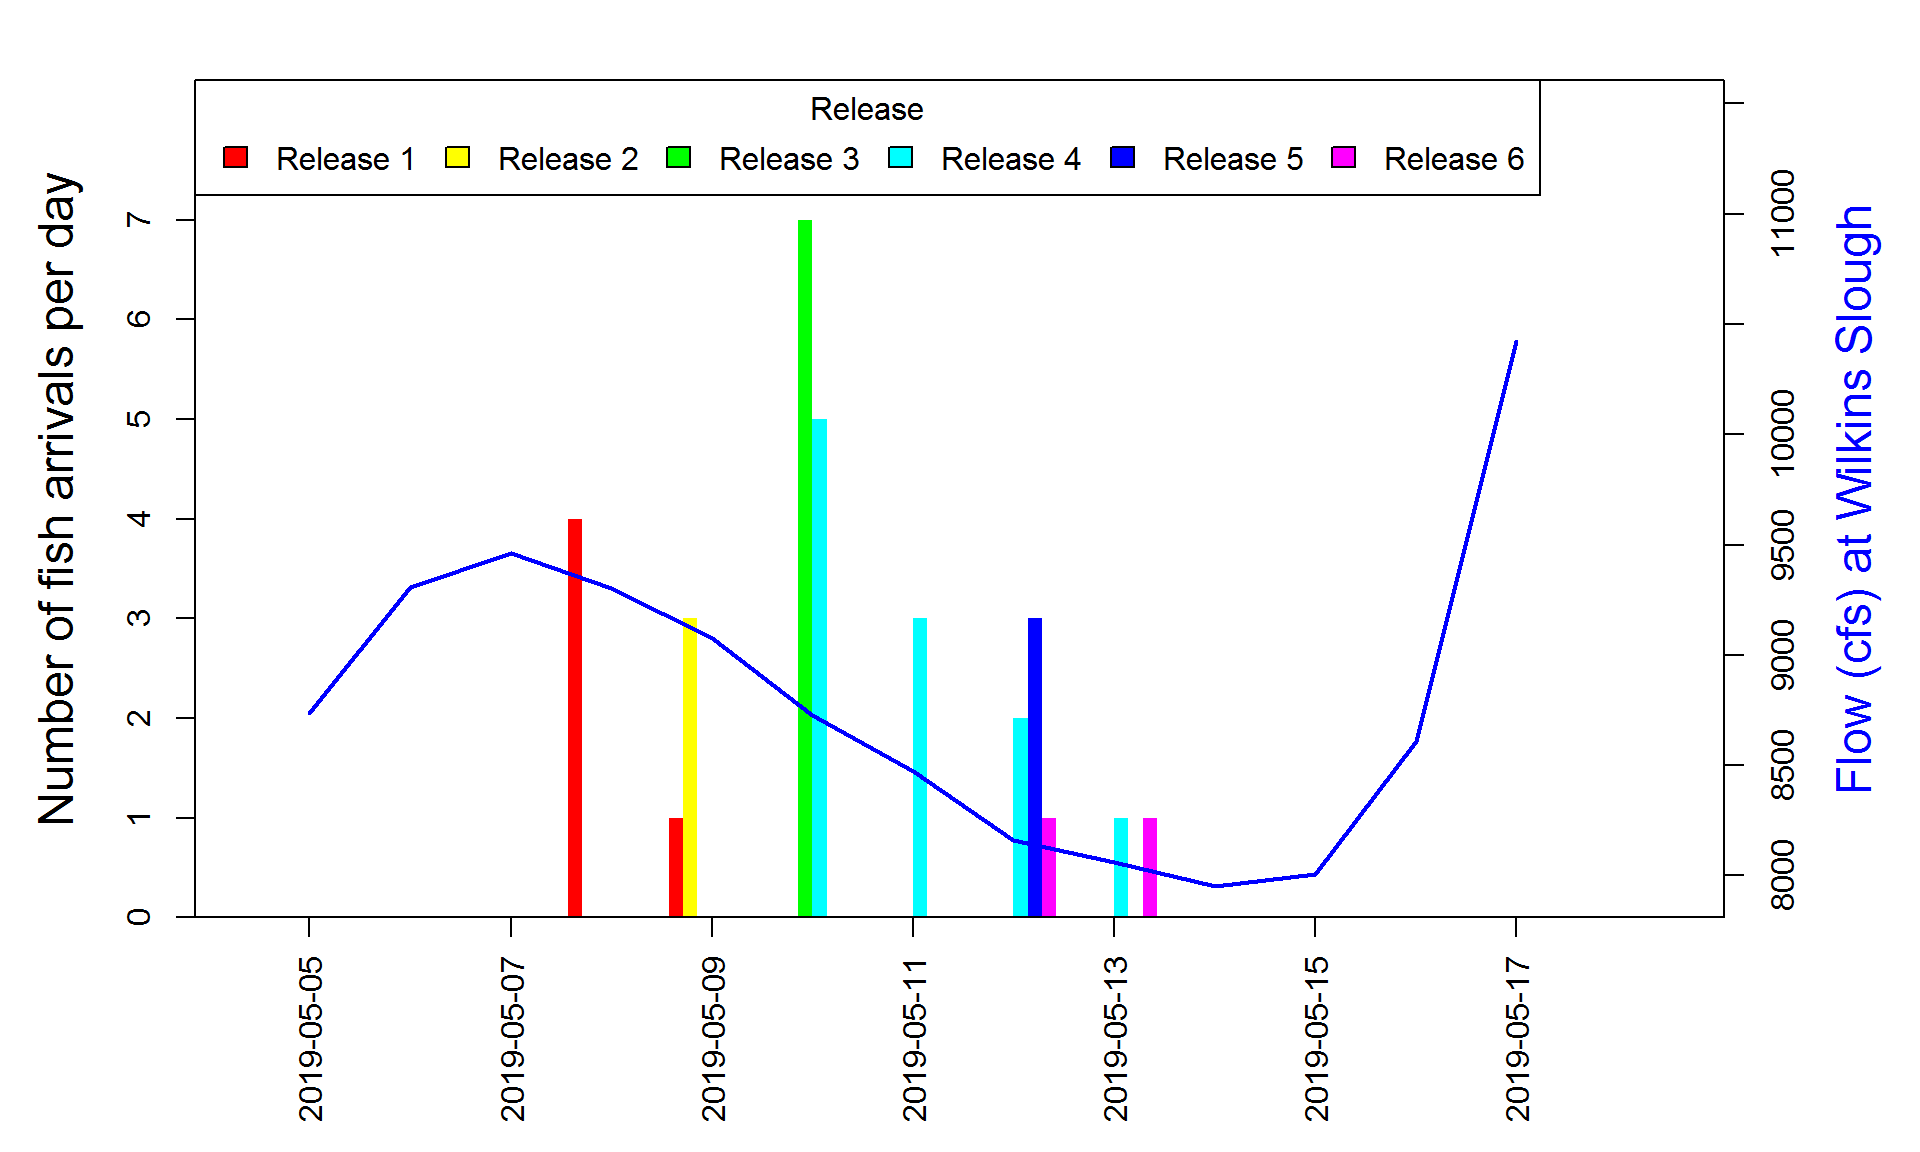 Release
Release 1 Release 2 Release 3 Release 4 Release 5 Release 6
Number of fish arrivals per day
7
6
5
4
3
2
1
0
11000
10000
9500
9000
8500
8000
Flow (cfs) at Wilkins Slough
2019-05-05 2019-05-07 2019-05-09 2019-05-11 2019-05-13 2019-05-15 2019-05-17